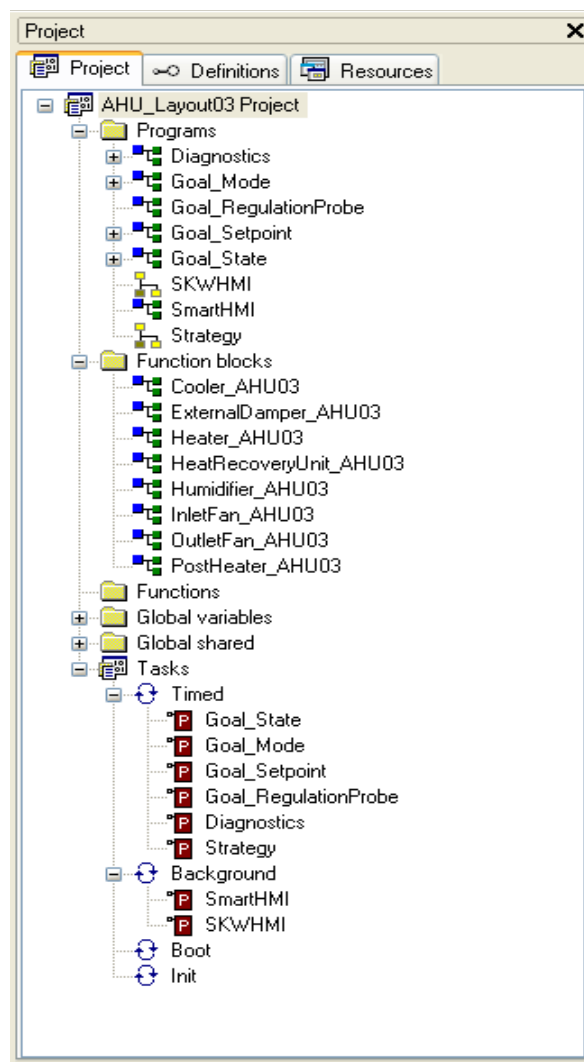 Project
Project Definitions Resources
AHU_Layout03 Project
Programs
Diagnostics
Goal_Mode
Goal_RegulationProbe
Goal_Setpoint
Goal_State
SKWHMI
SmartHMI
Strategy
Function blocks
Cooler_AHU03
ExternalDamper_AHU03
Heater_AHU03
HeatRecoveryUnit_AHU03
Humidifier_AHU03
InletFan_AHU03
OutletFan_AHU03
PostHeater_AHU03
Functions
Global variables
Global shared
Tasks
Timed
P Goal_State
P Goal_Mode
P Goal_Setpoint
P Goal_RegulationProbe
P Diagnostics
P Strategy
Background
P SmartHMI
P SKWHMI
Boot
Init